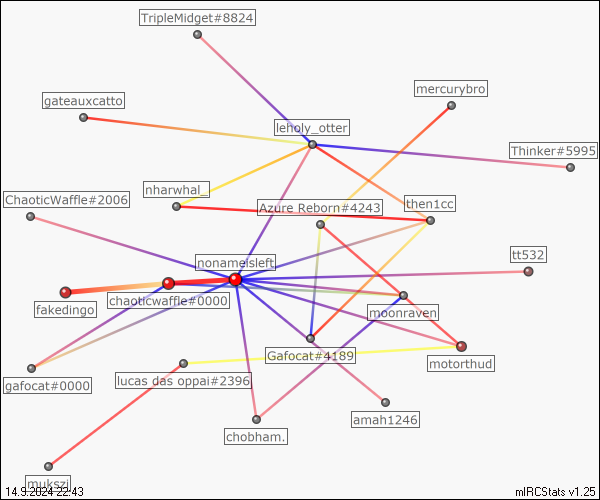 TripleMidget#8824
mercurybro
gateauxcatto
leholy_otter
Thinker#5995
nharwhal_
ChaoticWaffle#2006
Azure Reborn#4243
then1cc
nonameisleft
tt532
fakedingo
chaoticwaffle#0000
moonraven
Gafocat#4189
motorthud
gafocat#0000
lucas das oppai#2396
amah1246
chobham.
mukszi
14.9.2024 22:43
mIRCStats v1.25